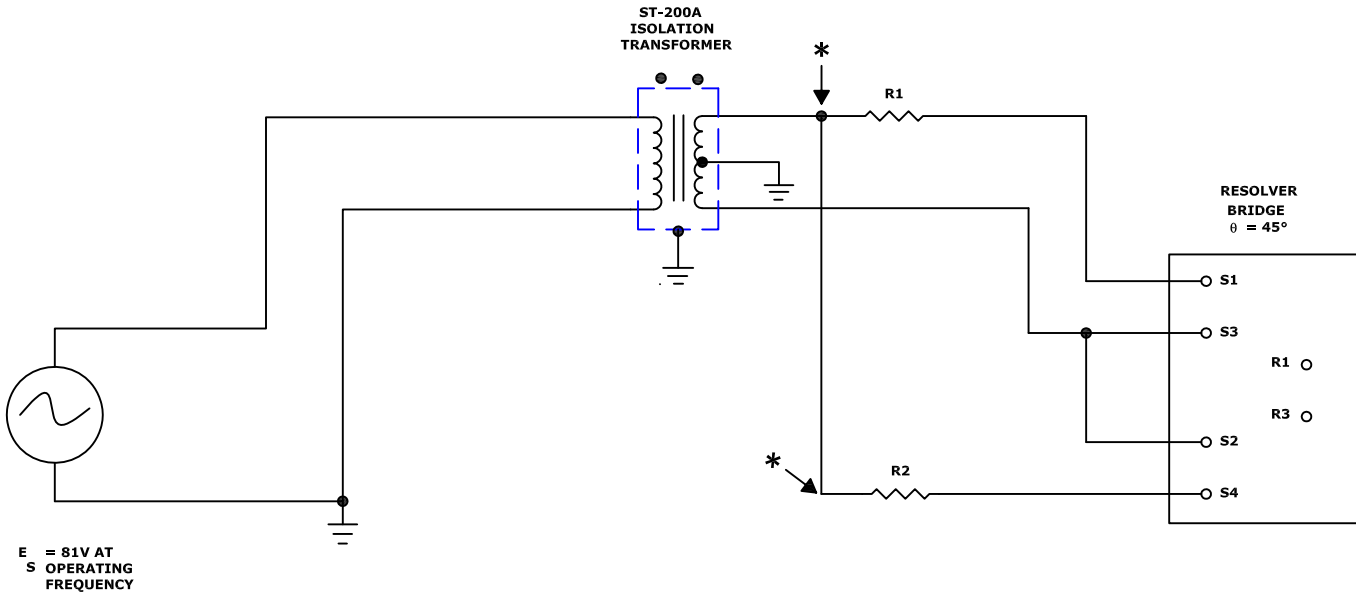 ST-200A
ISOLATION
TRANSFORMER
*
R1
RESOLVER
BRIDGE
θ = 45°
S1
S3
R1
R3
S2
*
R2
S4
E = 81V AT
S OPERATING
FREQUENCY